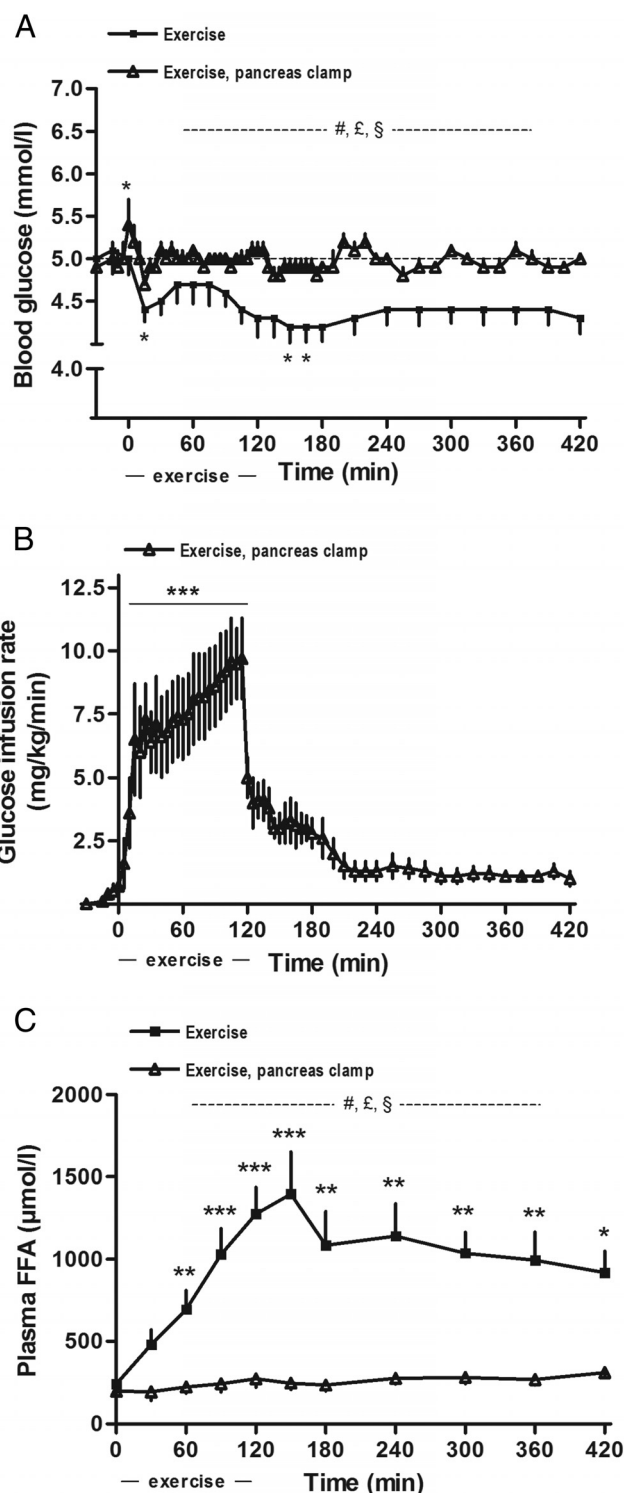 A
Exercise
Exercise, pancreas clamp
Blood glucose (mmol/l)
7.0
6.5
6.0
5.5
5.0
4.5
4.0
#, £, §
*
*
* *
0 60 120 180 240 300 360 420
— exercise —
Time (min)
B
Exercise, pancreas clamp
Glucose infusion rate
(mg/kg/min)
12.5
10.0
7.5
5.0
2.5
***
0 60 120 180 240 300 360 420
— exercise —
Time (min)
C
Exercise
Exercise, pancreas clamp
Plasma FFA (µmol/l)
2000
1500
1000
500
0
#, £, §
** *** *** *** ** ** ** ** *
0 60 120 180 240 300 360 420
— exercise —
Time (min)